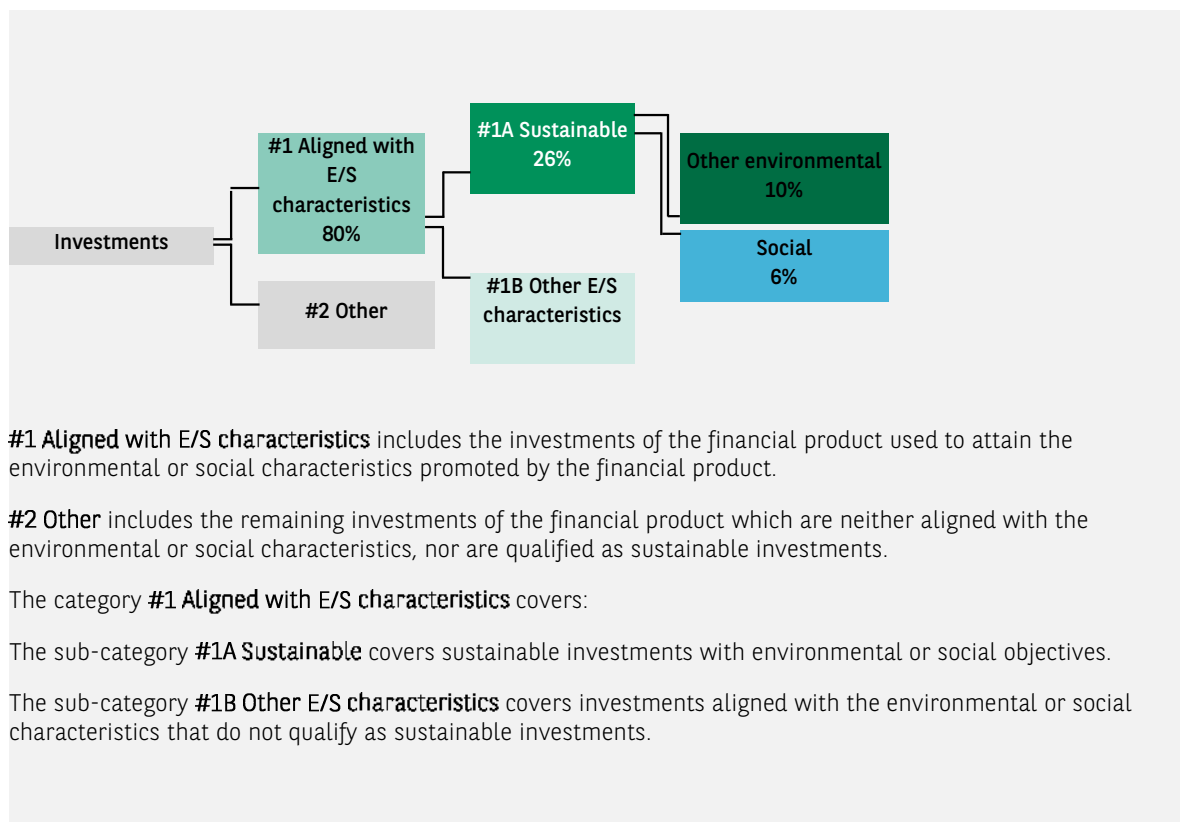 #1A Sustainable
26%
#1 Aligned with
E/S
characteristics
80%
Other environmental
10%
Investments
Social
6%
#1B Other E/S
characteristics
#2 Other
#1 Aligned with E/S characteristics includes the investments of the financial product used to attain the
environmental or social characteristics promoted by the financial product.
#2 Other includes the remaining investments of the financial product which are neither aligned with the
environmental or social characteristics, nor are qualified as sustainable investments.
The category #1 Aligned with E/S characteristics covers:
The sub-category #1A Sustainable covers sustainable investments with environmental or social objectives.
The sub-category #1B Other E/S characteristics covers investments aligned with the environmental or social
characteristics that do not qualify as sustainable investments.